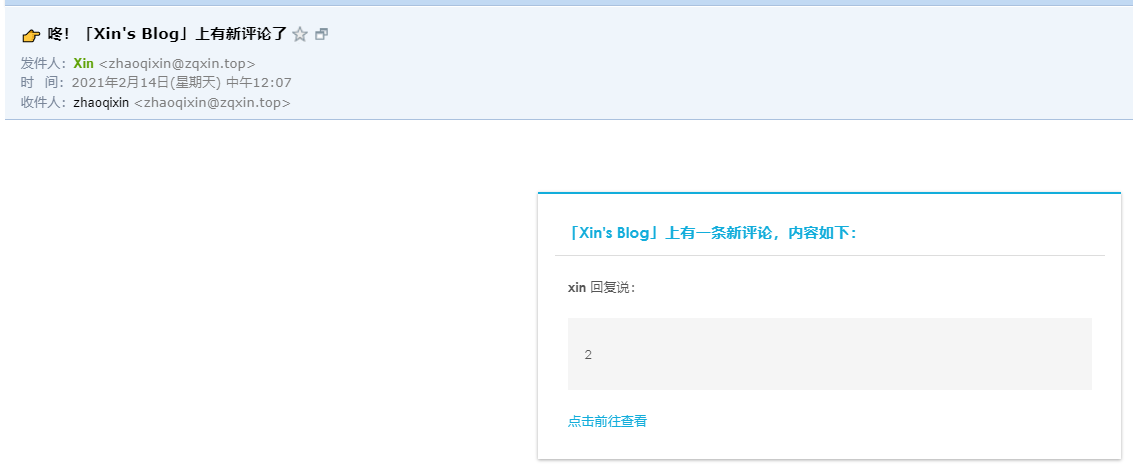 咚！「Xin's Blog」上有新评论了
发件人：Xin <zhaoqixin@zqxin.top>
时 间：2021年2月14日(星期天) 中午12:07
收件人：zhaoqixin <zhaoqixin@zqxin.top>
「Xin's Blog」上有一条新评论，内容如下：
xin 回复说：
2
点击前往查看